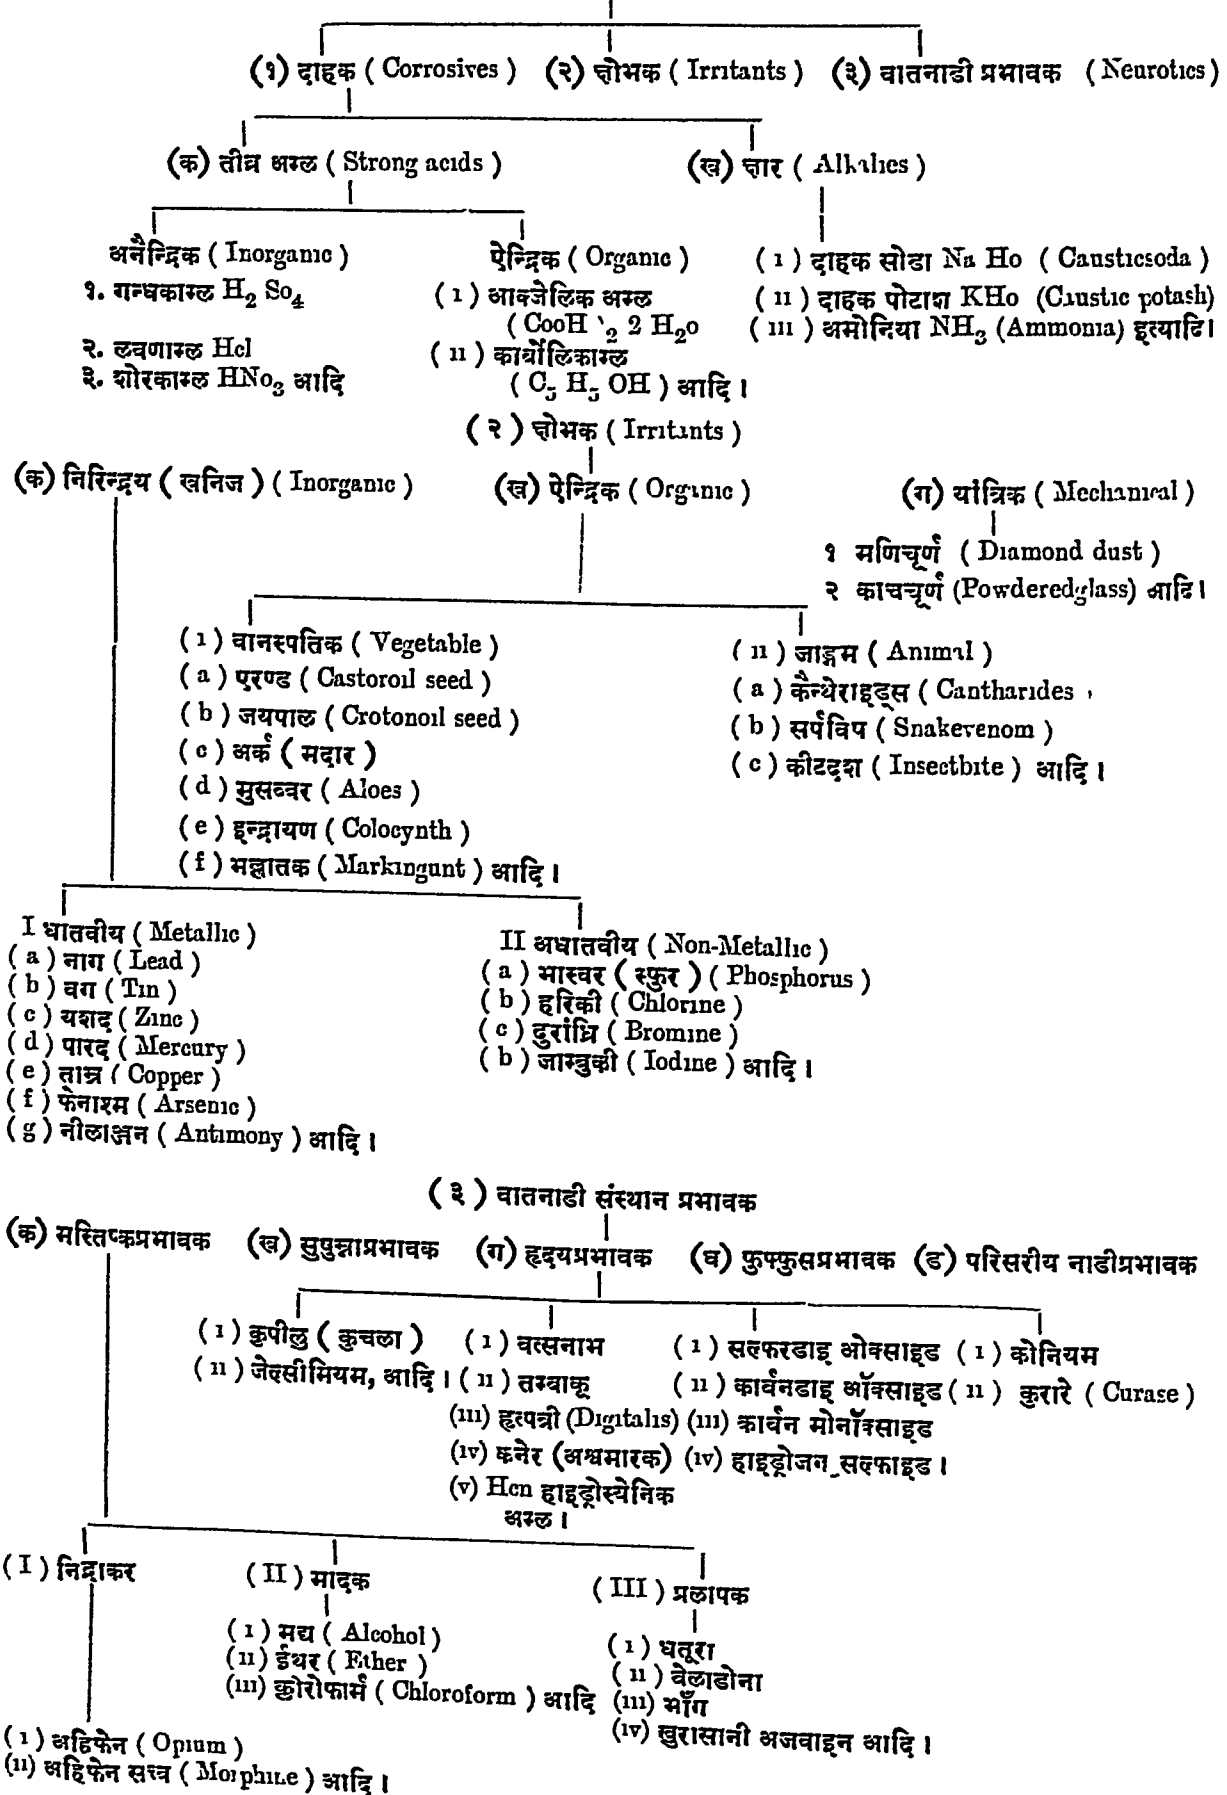 (१) दाहक ( Corrosives ) (२) क्षोभक ( Irritants ) (३) वातनाडी प्रभावक ( Neurotics )
(क) तीव्र अम्ल ( Strong acids ) (ख) क्षार ( Alkalies )
अनैन्द्रिक ( Inorganic ) ऐन्द्रिक ( Organic ) ( i ) दाहक सोडा Na Ho ( Causticsoda )
१. गन्धकाम्ल H₂ So₄ ( i ) आक्जेलिक अम्ल ( ii ) दाहक पोटाश KHo (Caustic potash)
( CooH )₂ 2 H₂o ( iii ) अमोनिया NH₃ (Ammonia) इत्यादि।
२. लवणाम्ल Hcl ( ii ) कार्बोलिकाम्ल
३. शोरकाम्ल HNo₃ आदि ( C₅ H₅ OH ) आदि।
( २ ) क्षोभक ( Irritants )
(क) निरिन्द्रय ( खनिज ) ( Inorganic ) (ख) ऐन्द्रिक ( Organic ) (ग) यांत्रिक ( Mechanical )
१ मणिचूर्ण ( Diamond dust )
२ काचचूर्ण (Powderedglass) आदि।
( i ) वानस्पतिक ( Vegetable ) ( ii ) जाङ्गम ( Animal )
( a ) एरण्ड ( Castoroil seed ) ( a ) कैन्थेराइड्स ( Cantharides
( b ) जयपाल ( Crotonoil seed ) ( b ) सर्पविष ( Snakevenom )
( c ) अर्क ( मदार ) ( c ) कीटदश ( Insectbite ) आदि।
( d ) मुसब्बर ( Aloes )
( e ) इन्द्रायण ( Colocynth )
( f ) भल्लातक ( Markingunt ) आदि।
I धातवीय ( Metallic ) II अधातवीय ( Non-Metallic )
( a ) नाग ( Lead ) ( a ) भास्वर ( स्फुर ) ( Phosphorus )
( b ) वग ( Tin ) ( b ) हरिकी ( Chlorine )
( c ) यशद ( Zinc ) ( c ) दुरांध्रि ( Bromine )
( d ) पारद ( Mercury ) ( b ) जाम्बुकी ( Iodine ) आदि।
( e ) ताम्र ( Copper )
( f ) फेनाश्म ( Arsenic )
( g ) नीलाञ्जन ( Antimony ) आदि।
( ३ ) वातनाडी संस्थान प्रभावक
(क) मस्तिष्कप्रभावक (ख) सुषुम्नाप्रभावक (ग) हृदयप्रभावक (घ) फुफ्फुसप्रभावक (ङ) परिसरीय नाडीप्रभावक
( i ) कुपीलु ( कुचला ) ( i ) वत्सनाभ ( i ) सल्फरडाइ ओक्साइड ( i ) कोनियम
( ii ) जेल्सीमियम, आदि। ( ii ) तम्बाकू ( ii ) कार्बनडाइ ऑक्साइड ( ii ) कुरारे ( Curase )
(iii) हृत्पत्री (Digitalis) (iii) कार्बन मोनॉक्साइड
(iv) कनेर (अश्वमारक) (iv) हाइड्रोजन सल्फाइड।
(v) Hcn हाइड्रोस्येनिक
अम्ल।
( I ) निद्राकर ( II ) मादक ( III ) प्रलापक
( i ) मद्य ( Alcohol ) ( i ) धतूरा
(ii) ईथर ( Ether ) ( ii ) वेलाडोना
(iii) क्लोरोफार्म ( Chloroform ) आदि (iii) भाँग
( i ) अहिफेन ( Opium ) (iv) खुरासानी अजवाइन आदि।
(ii) अहिफेन सत्त्व ( Morphine ) आदि।